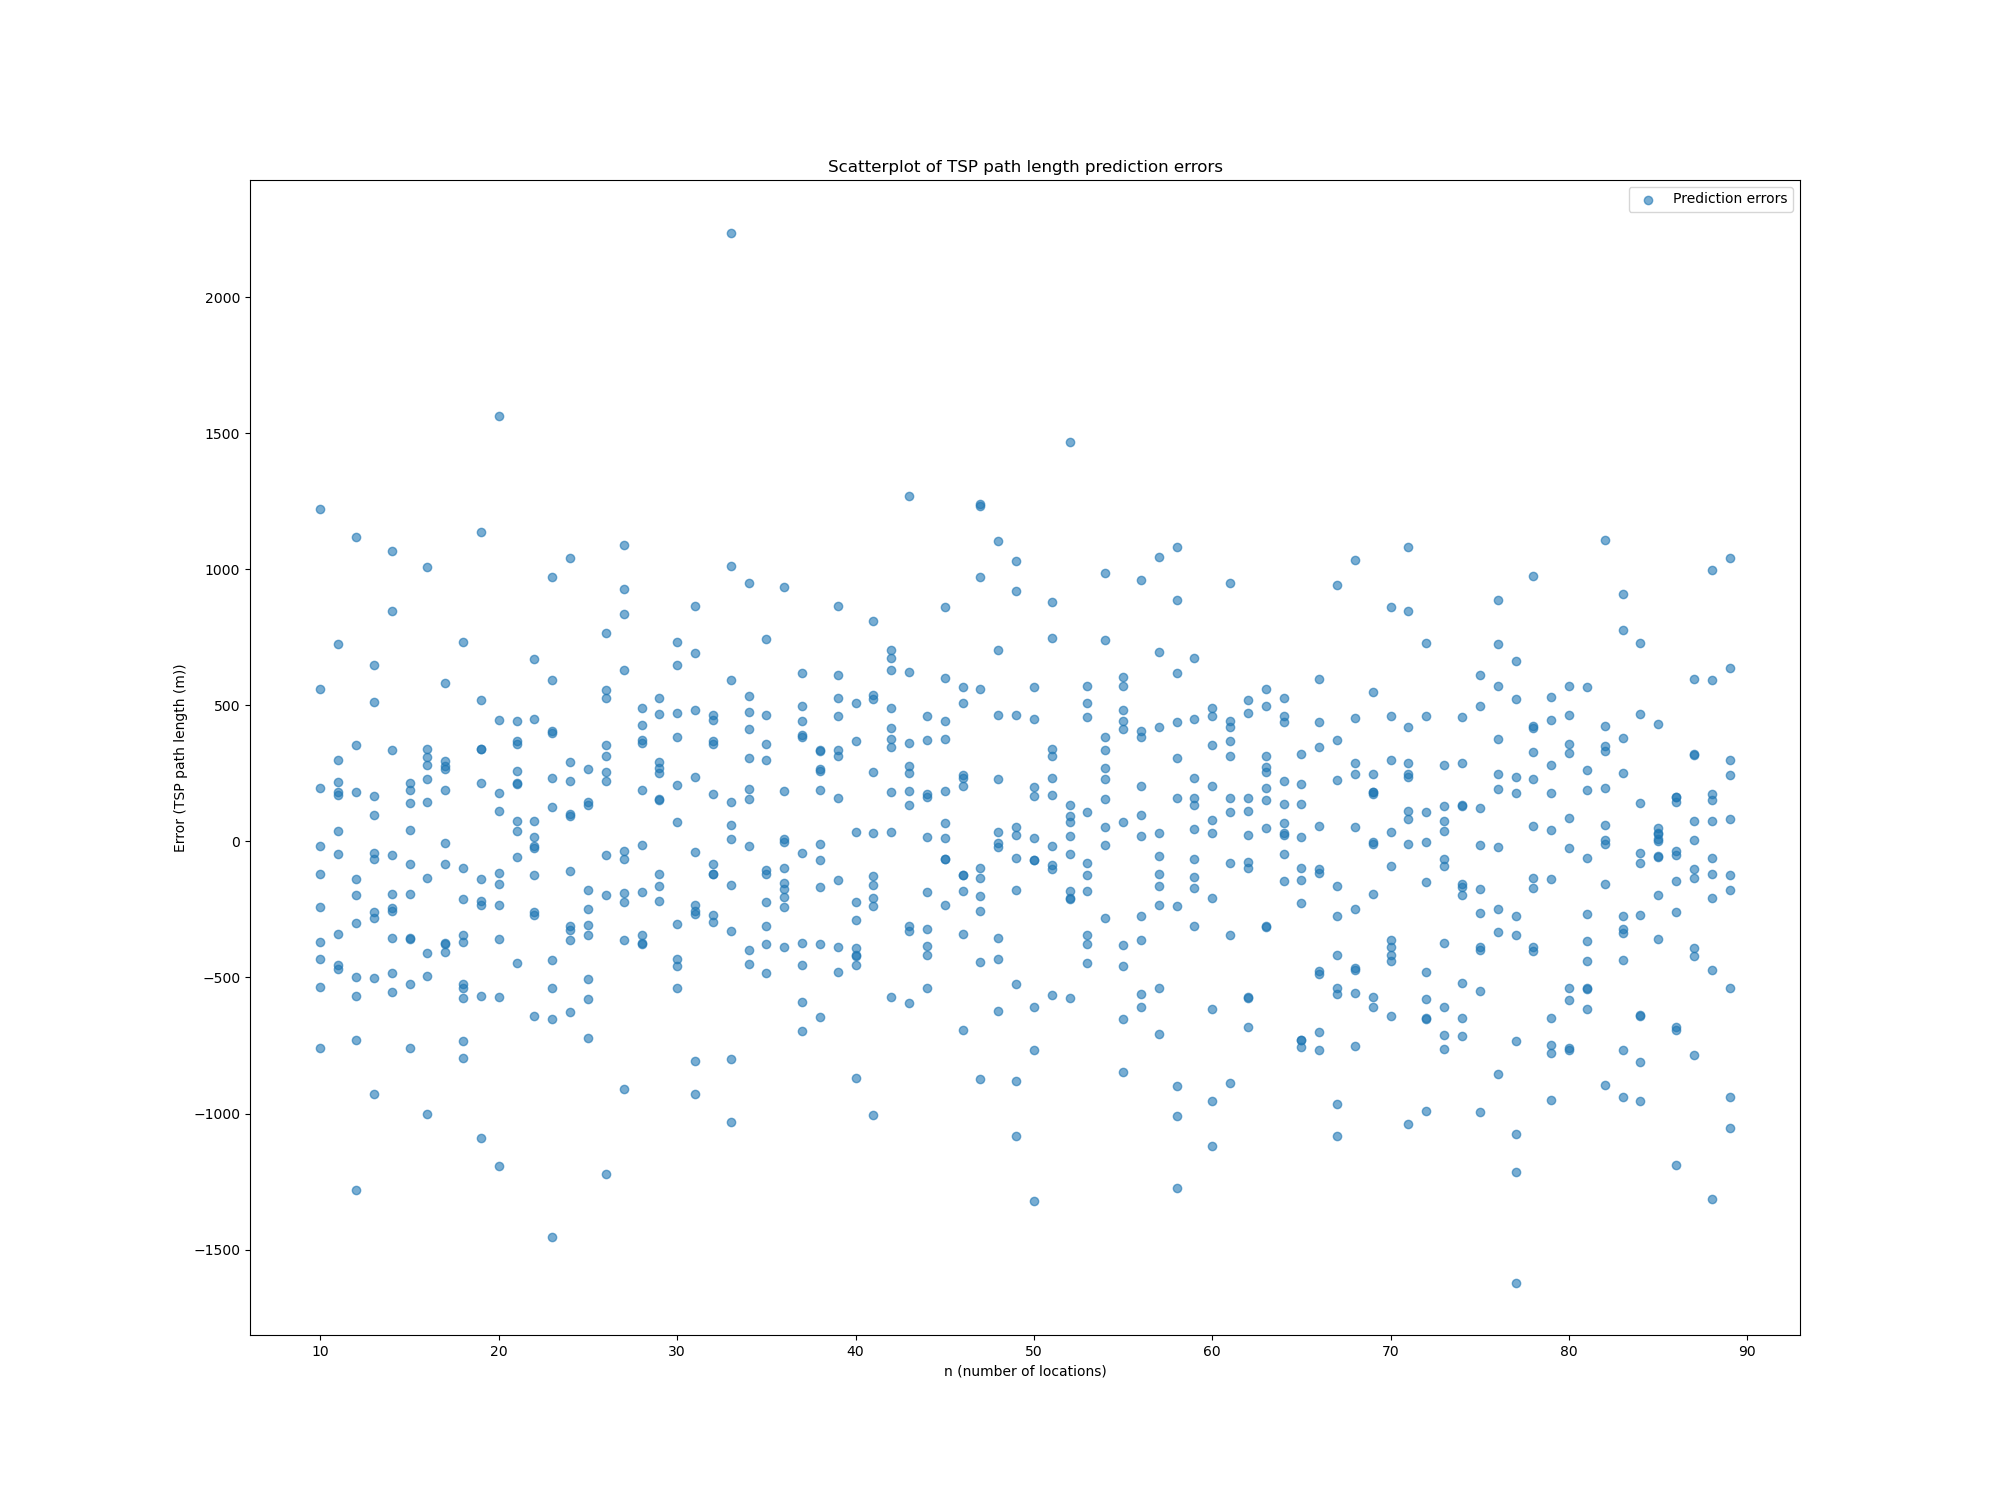 Scatterplot of TSP path length prediction errors
Prediction errors
Error (TSP path length (m))
2000
1500
1000
500
0
−500
−1000
−1500
10 20 30 40 50 60 70 80 90
n (number of locations)